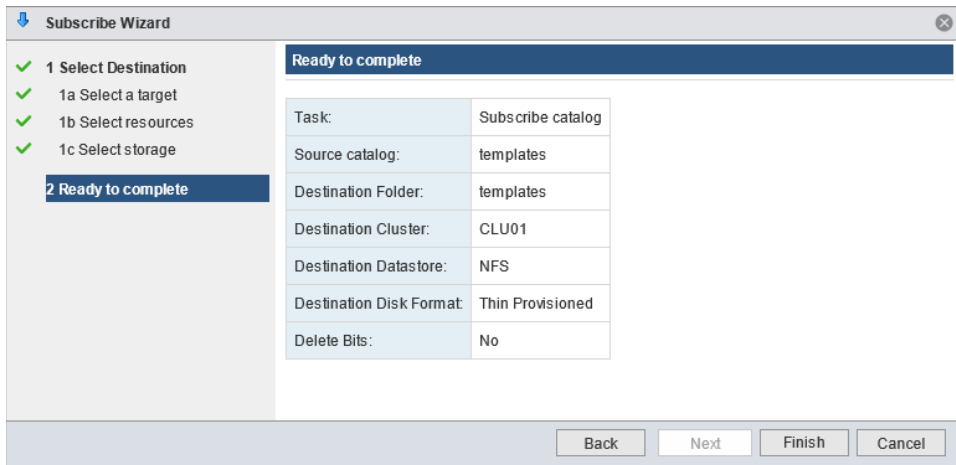 Subscribe Wizard
1 Select Destination
1a Select a target
1b Select resources
1c Select storage
2 Ready to complete
Ready to complete
Task: Subscribe catalog
Source catalog: templates
Destination Folder: templates
Destination Cluster: CLU01
Destination Datastore: NFS
Destination Disk Format: Thin Provisioned
Delete Bits: No
Back Next Finish Cancel